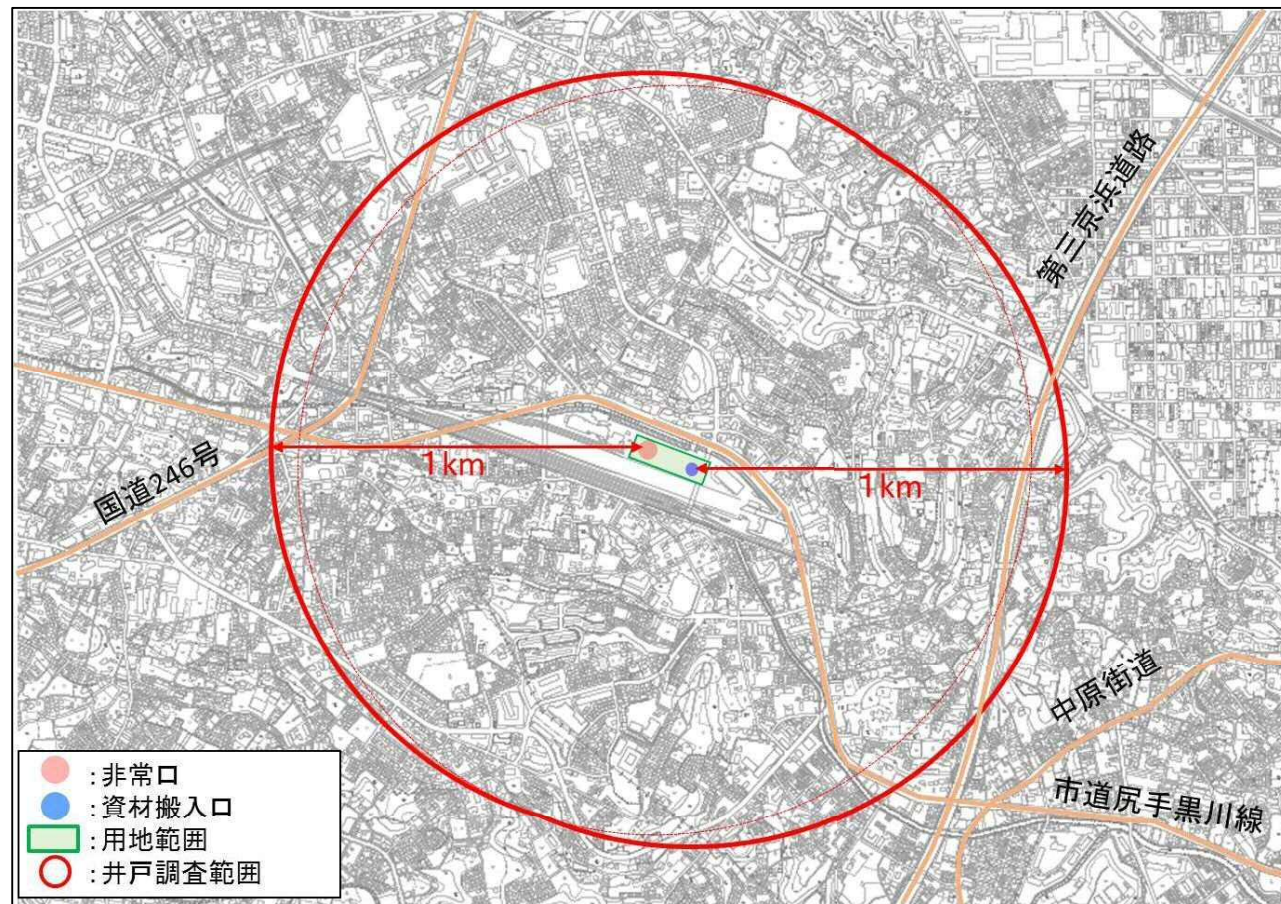 第三京浜道路
国道246号
1km
1km
中原街道
市道尻手黒川線
：非常口
：資材搬入口
：用地範囲
：井戸調査範囲